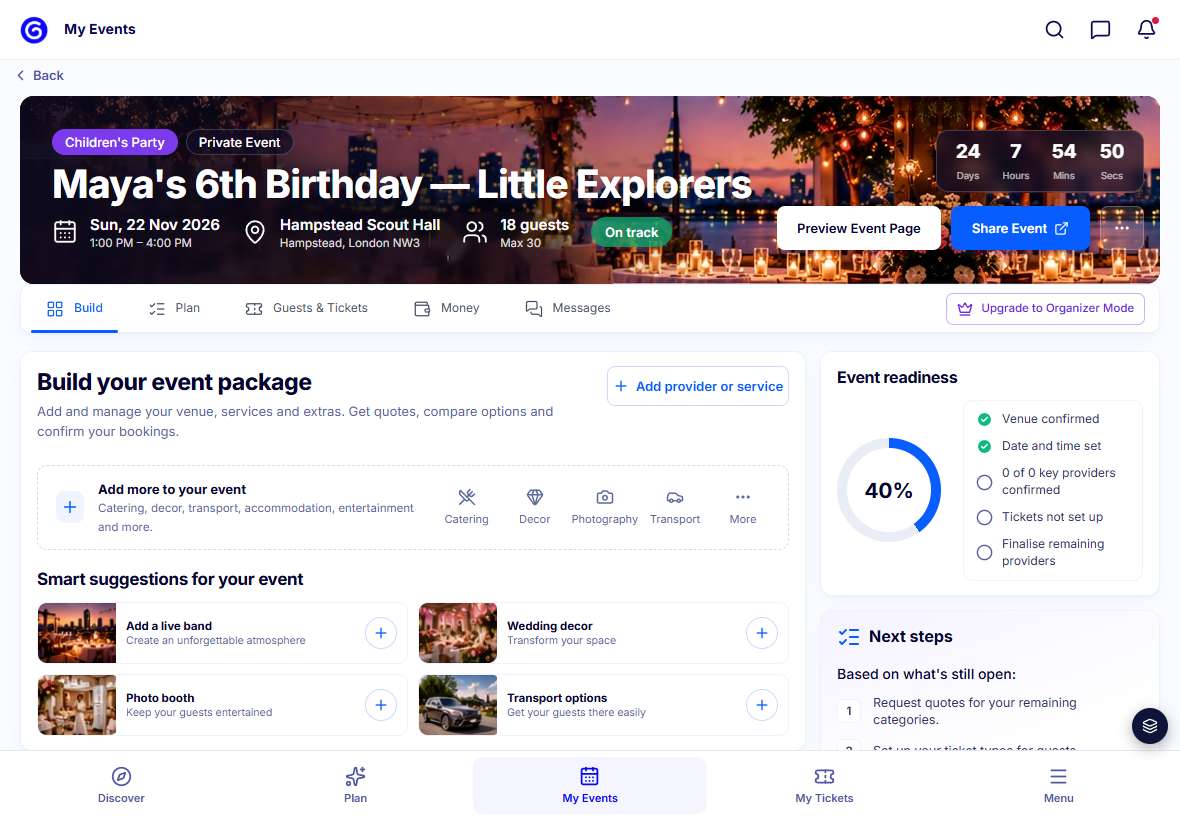 My Events
Back
Children's Party
Private Event
Maya's 6th Birthday — Little Explorers
Sun, 22 Nov 2026
1:00 PM – 4:00 PM
Hampstead Scout Hall
Hampstead, London NW3
18 guests
Max 30
On track
24
Days
7
Hours
54
Mins
50
Secs
Preview Event Page
Share Event
Build
Plan
Guests & Tickets
Money
Messages
Upgrade to Organizer Mode
Build your event package
Add and manage your venue, services and extras. Get quotes, compare options and
confirm your bookings.
Add provider or service
Add more to your event
Catering, decor, transport, accommodation, entertainment
and more.
Catering
Decor
Photography
Transport
More
Smart suggestions for your event
Add a live band
Create an unforgettable atmosphere
Wedding decor
Transform your space
Photo booth
Keep your guests entertained
Transport options
Get your guests there easily
Event readiness
40%
Venue confirmed
Date and time set
0 of 0 key providers
confirmed
Tickets not set up
Finalise remaining
providers
Next steps
Based on what's still open:
1
Request quotes for your remaining
categories.
2
Set up your ticket types for guests
Discover
Plan
My Events
My Tickets
Menu